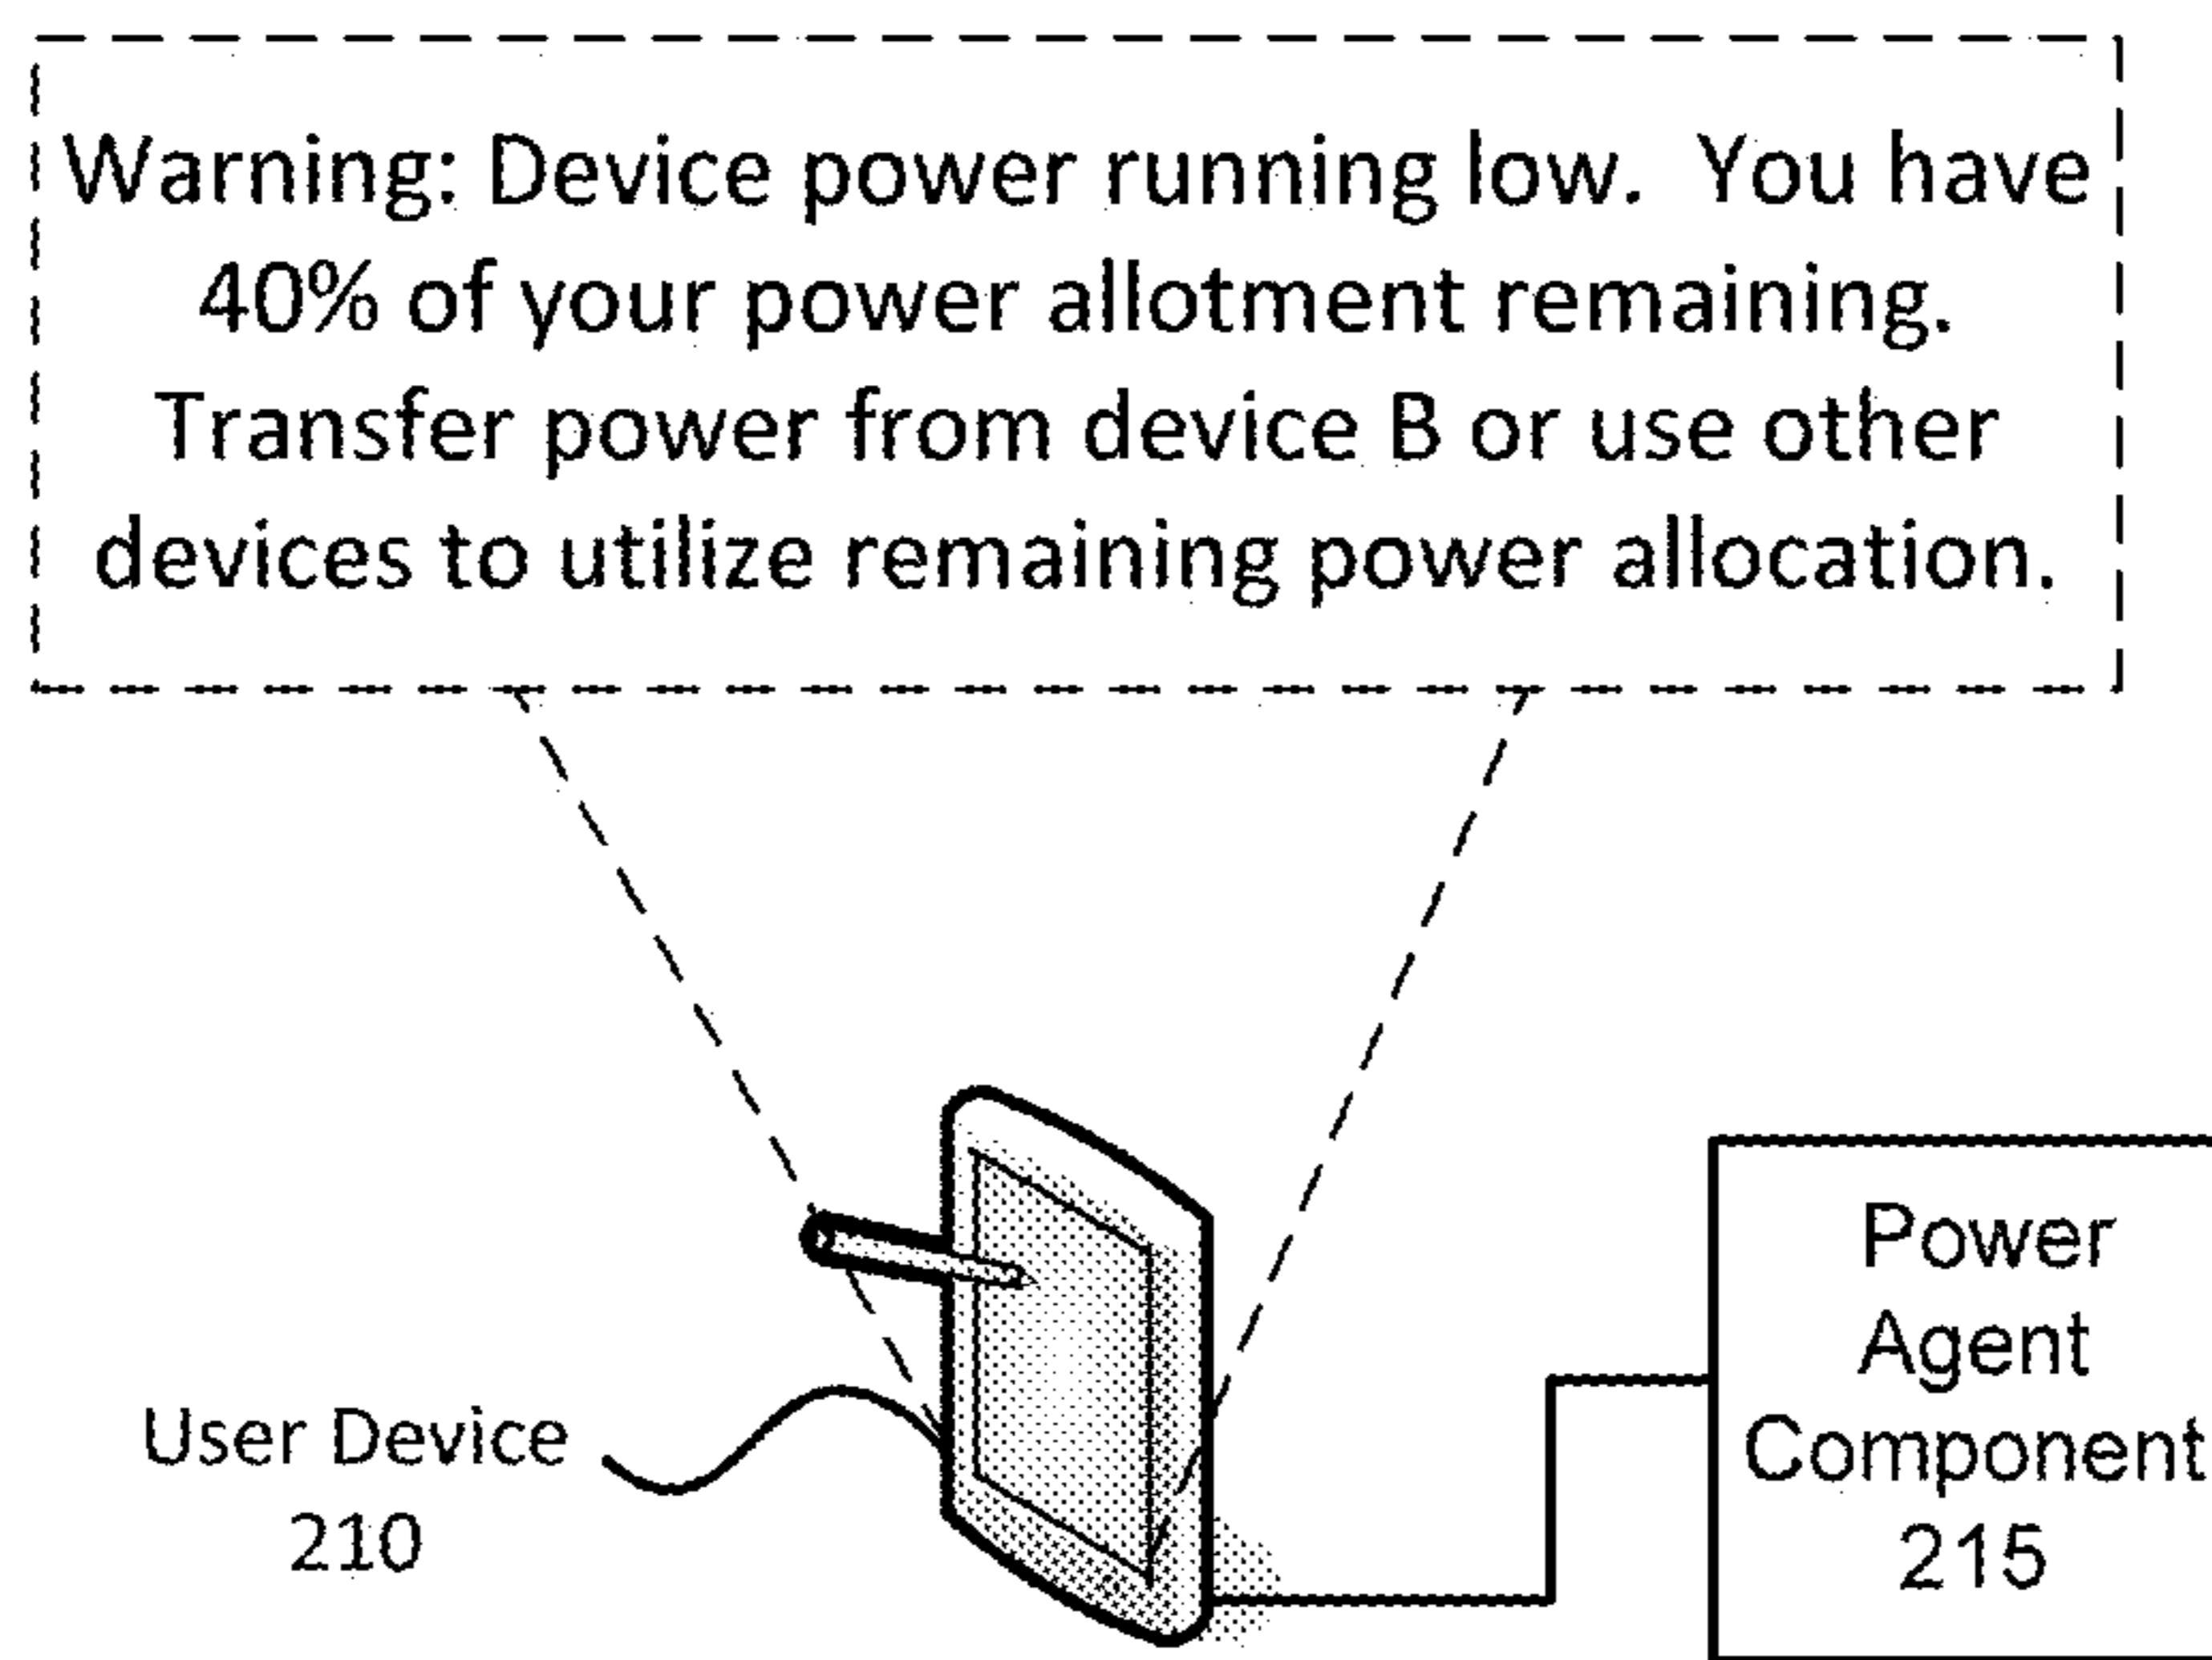 Warning: Device power running low. You have
40% of your power allotment remaining.
Transfer power from device B or use other
devices to utilize remaining power allocation.
User Device
210
Power
Agent
Component
215